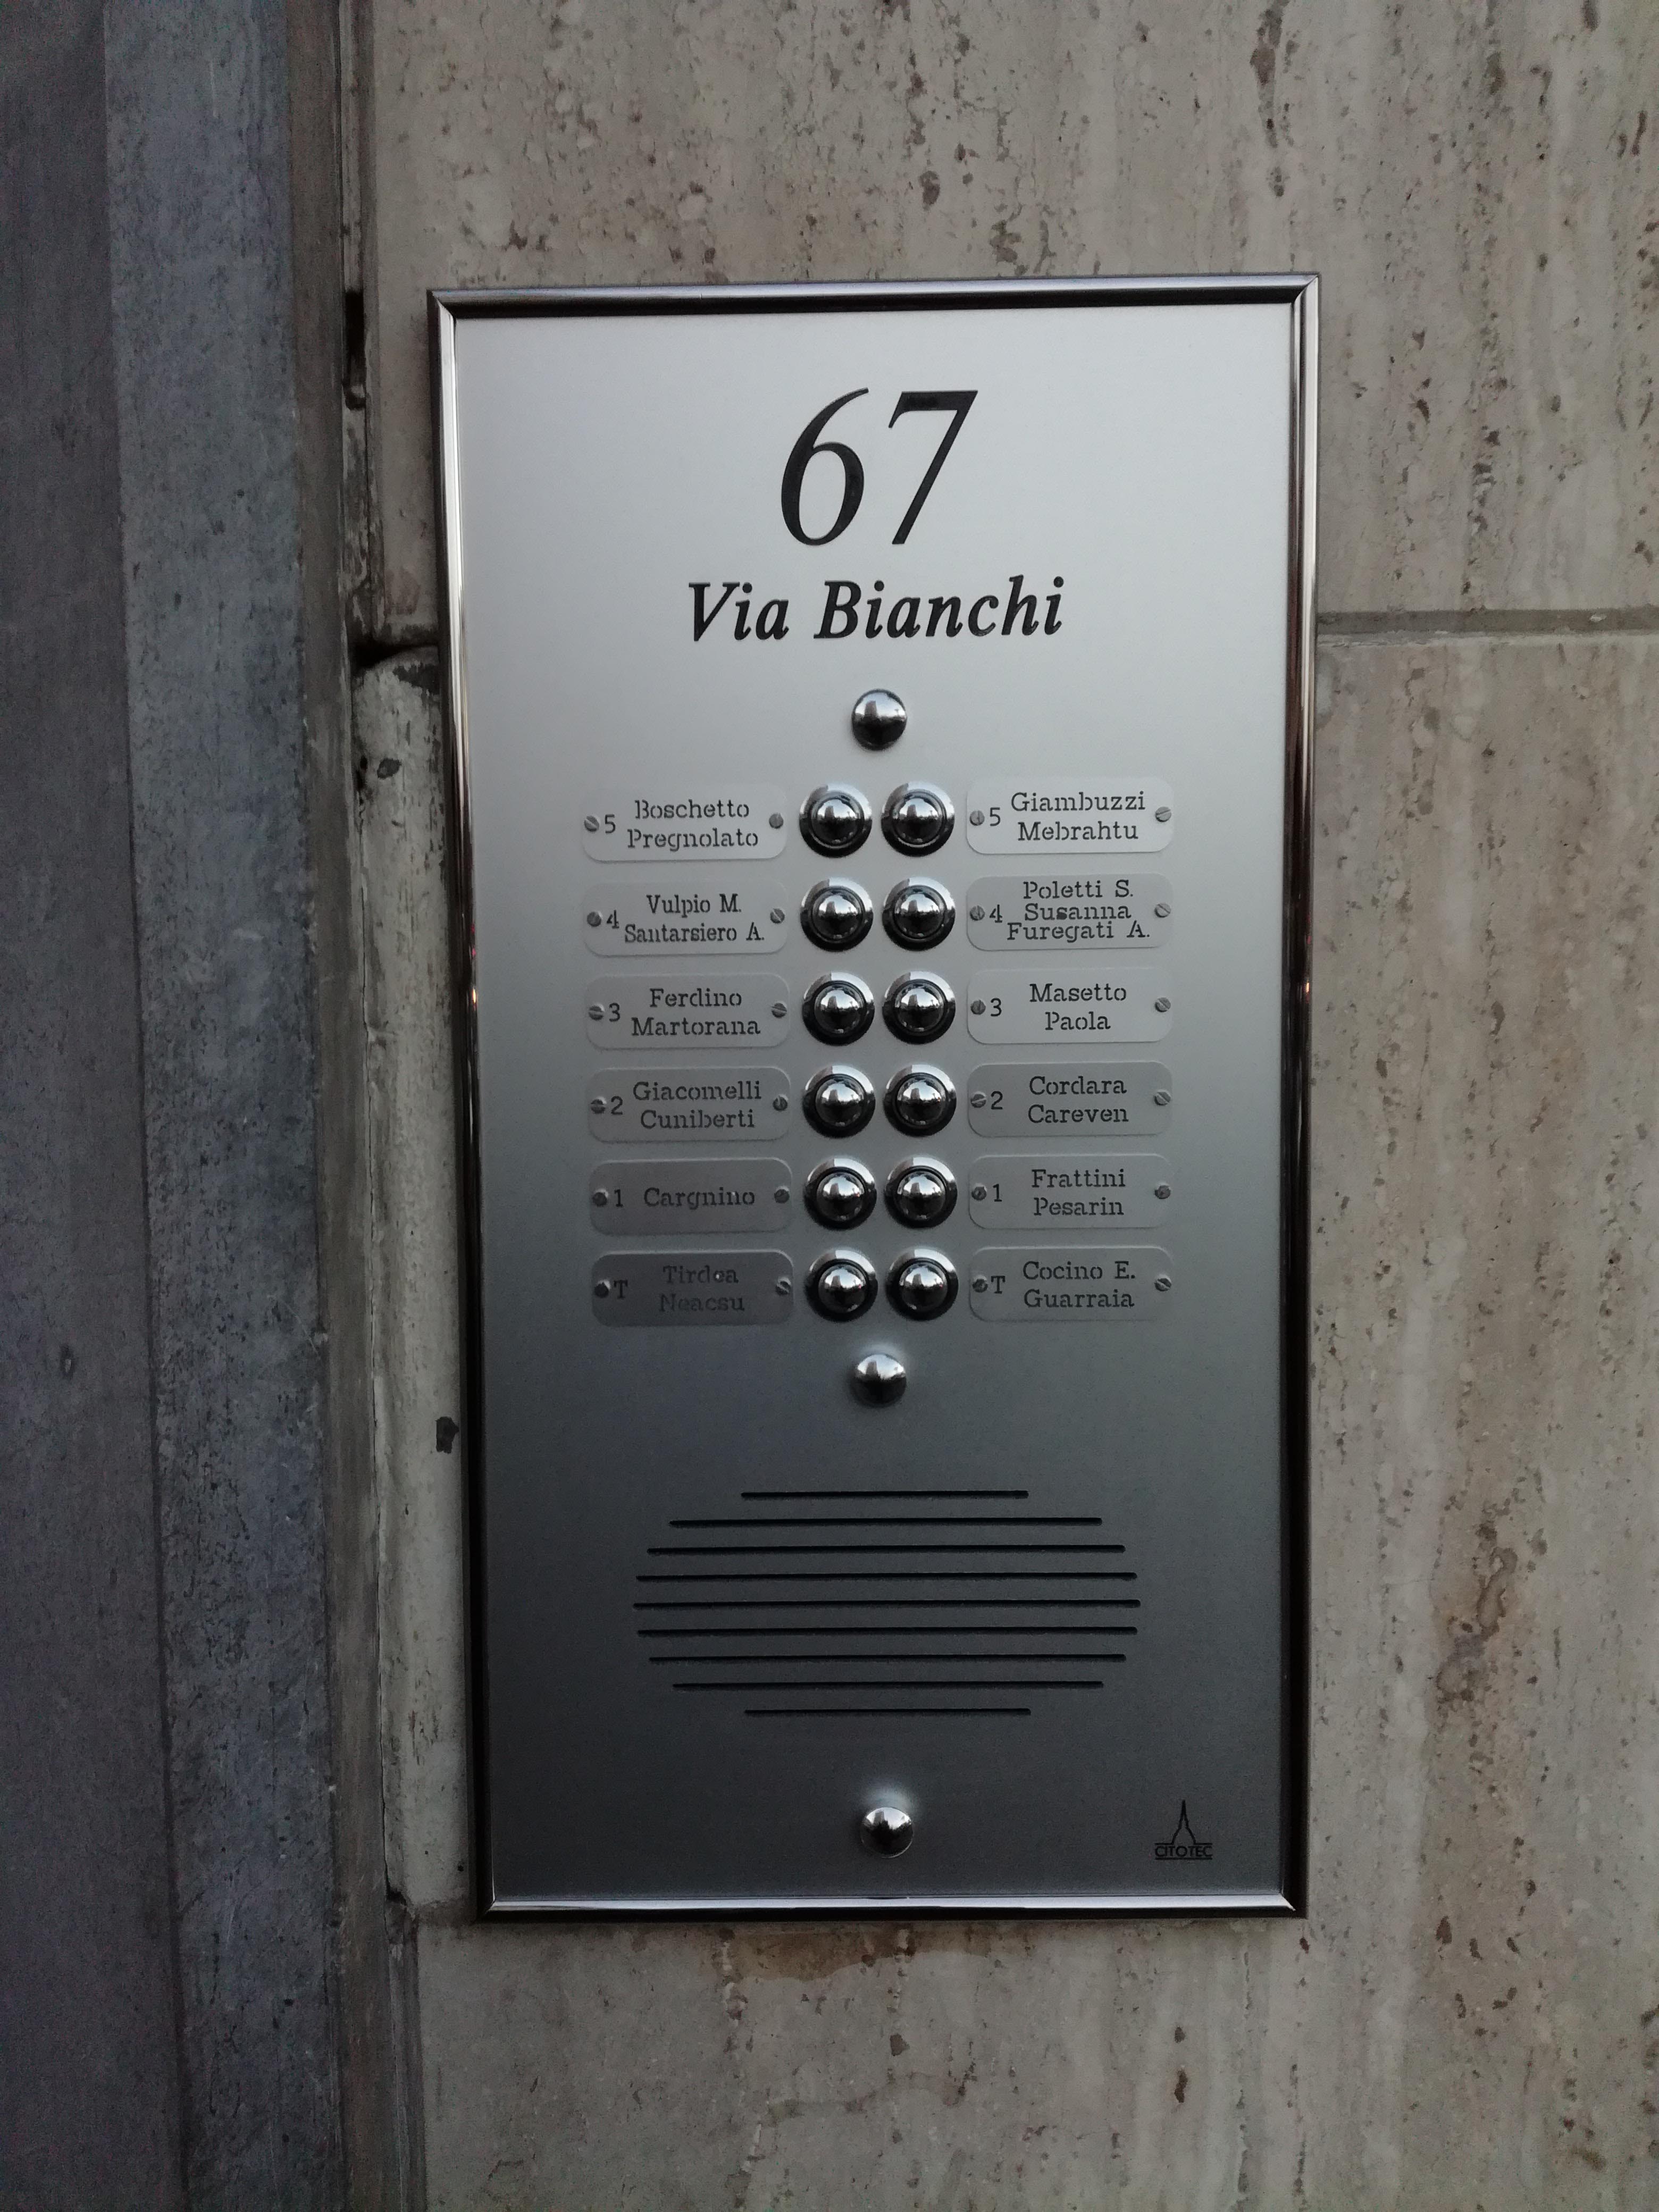 67
Via Bianchi
5 Boschetto
Pregnolato
5 Giambuzzi
Mebrahtu
4 Vulpio M.
Santarsiero A.
4 Poletti S.
Susanna
Furegati A.
3 Ferdino
Martorana
3 Masetto
Paola
2 Giacomelli
Cuniberti
2 Cordara
Careven
1 Cargnino
1 Frattini
Pesarin
T Tirdea
Neacsu
T Cocino E.
Guarraia
CITOTEC